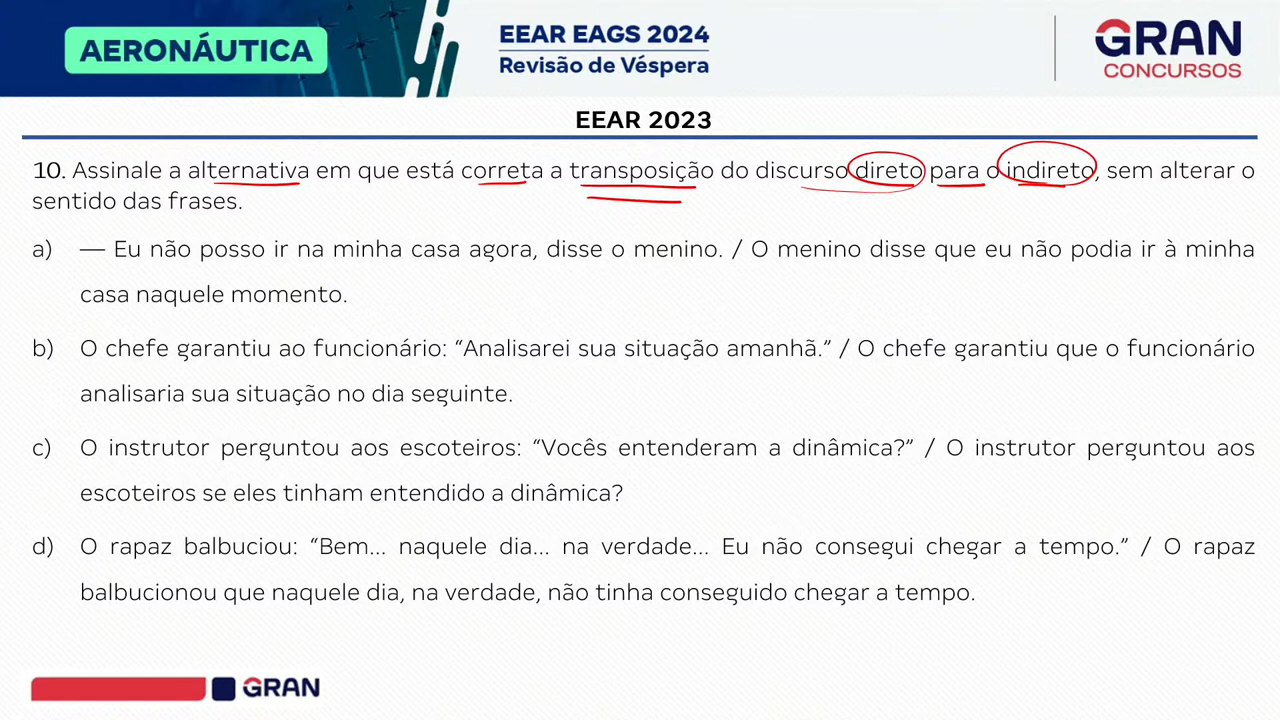 AERONÁUTICA
EEAR EAGS 2024
Revisão de Véspera
GRAN
CONCURSOS
EEAR 2023
10. Assinale a alternativa em que está correta a transposição do discurso direto para o indireto, sem alterar o
sentido das frases.
a) — Eu não posso ir na minha casa agora, disse o menino. / O menino disse que eu não podia ir à minha
casa naquele momento.
b) O chefe garantiu ao funcionário: “Analisarei sua situação amanhã.” / O chefe garantiu que o funcionário
analisaria sua situação no dia seguinte.
c) O instrutor perguntou aos escoteiros: “Vocês entenderam a dinâmica?” / O instrutor perguntou aos
escoteiros se eles tinham entendido a dinâmica?
d) O rapaz balbuciou: “Bem... naquele dia... na verdade... Eu não consegui chegar a tempo.” / O rapaz
balbucionou que naquele dia, na verdade, não tinha conseguido chegar a tempo.
GRAN